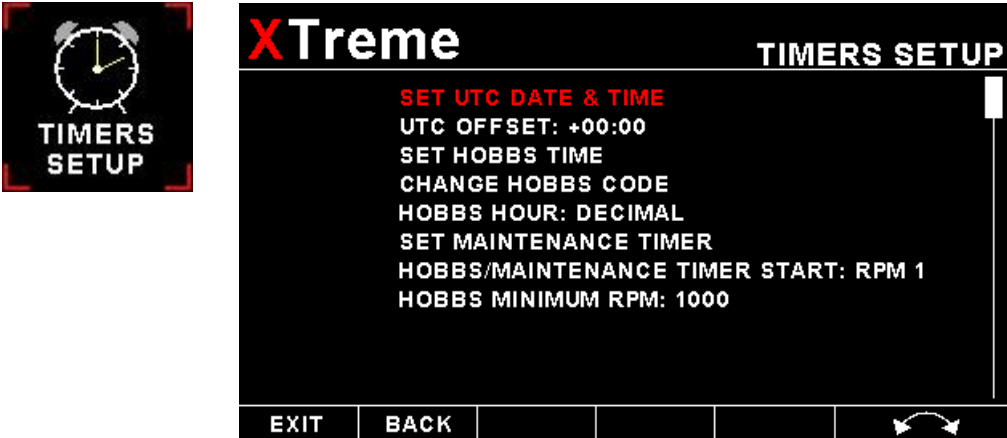 TIMERS
SETUP
XTreme
TIMERS SETUP
SET UTC DATE & TIME
UTC OFFSET: +00:00
SET HOBBS TIME
CHANGE HOBBS CODE
HOBBS HOUR: DECIMAL
SET MAINTENANCE TIMER
HOBBS/MAINTENANCE TIMER START: RPM 1
HOBBS MINIMUM RPM: 1000
EXIT BACK